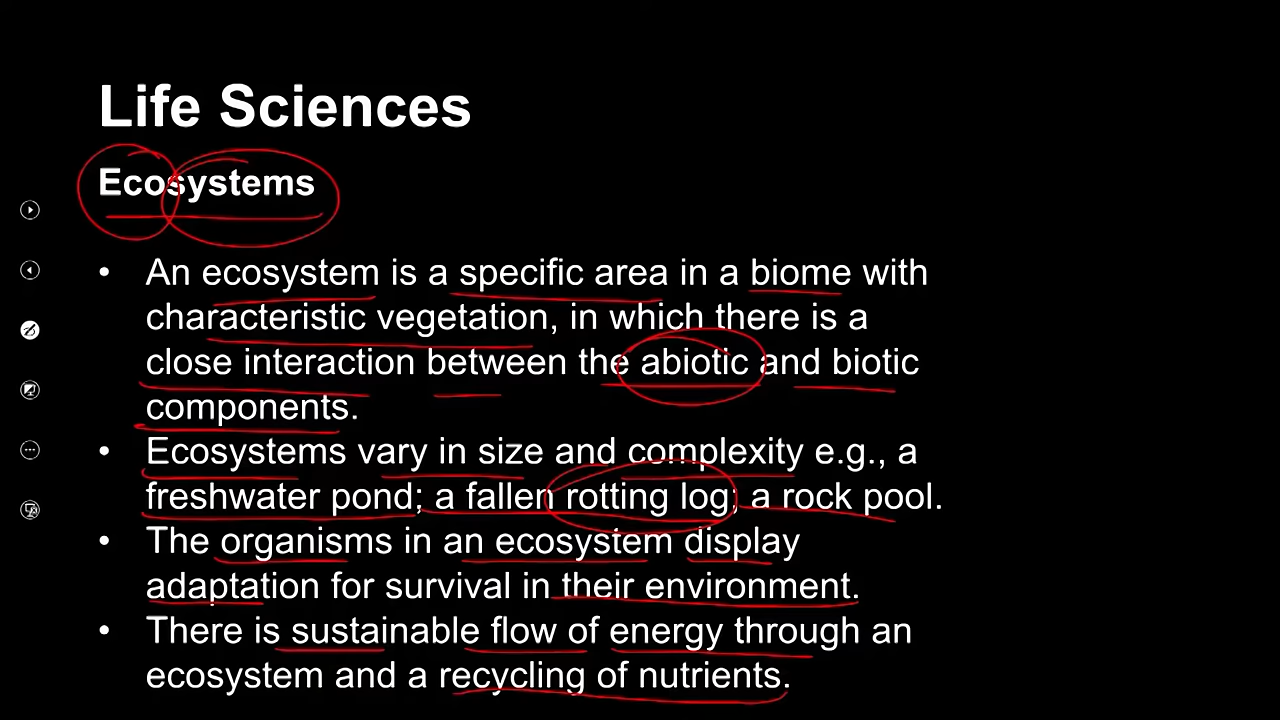 Life Sciences
Ecosystems
• An ecosystem is a specific area in a biome with
characteristic vegetation, in which there is a
close interaction between the abiotic and biotic
components.
• Ecosystems vary in size and complexity e.g., a
freshwater pond; a fallen rotting log; a rock pool.
• The organisms in an ecosystem display
adaptation for survival in their environment.
• There is sustainable flow of energy through an
ecosystem and a recycling of nutrients.